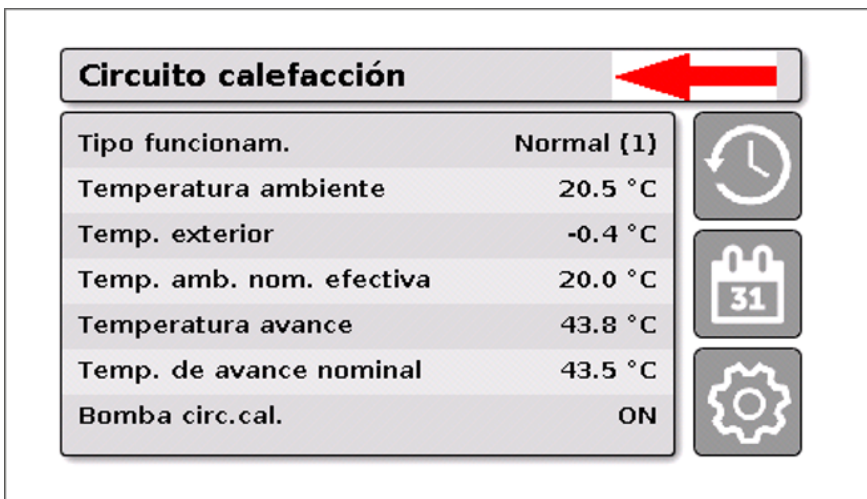 Circuito calefacción
Tipo funcionam. Normal (1)
Temperatura ambiente 20.5 °C
Temp. exterior -0.4 °C
Temp. amb. nom. efectiva 20.0 °C
Temperatura avance 43.8 °C
Temp. de avance nominal 43.5 °C
Bomba circ.cal. ON
31